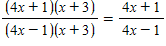 (4x + 1)(x + 3) / (4x − 1)(x + 3) = 4x + 1 / 4x − 1